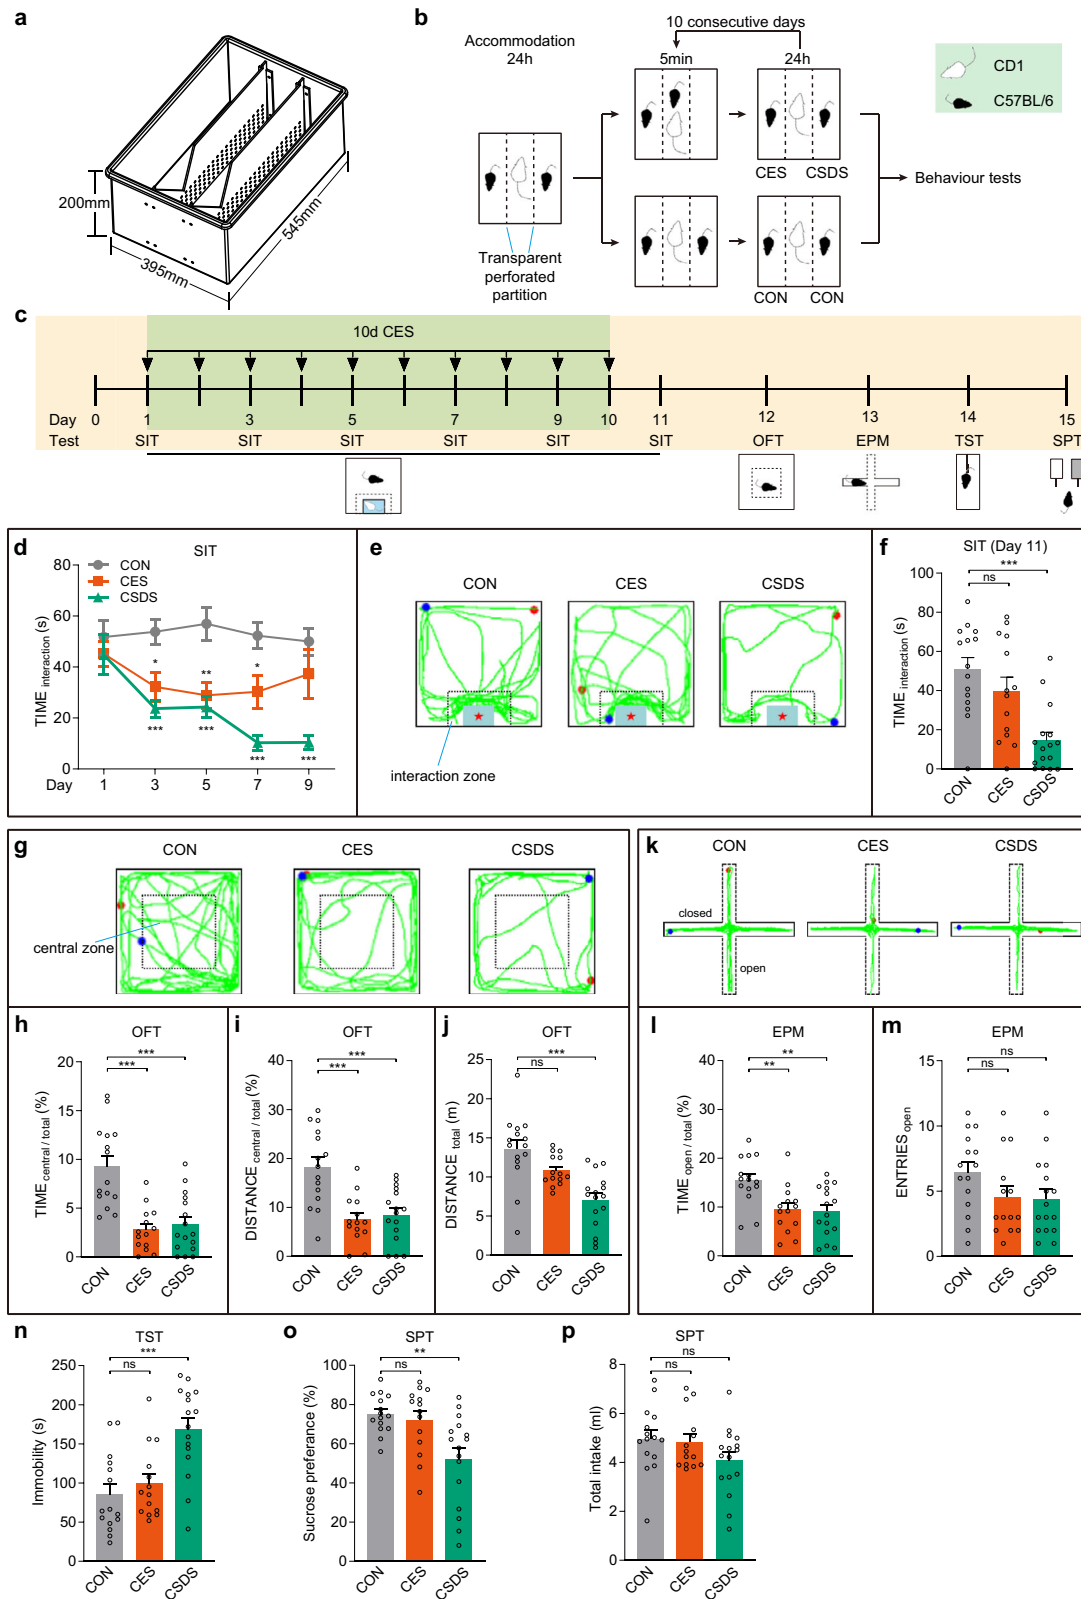 a
200mm
395mm
545mm
b
10 consecutive days
Accommodation
24h
5min
24h
CD1
C57BL/6
CES
CSDS
Behaviour tests
Transparent
perforated
partition
CON
CON
c
10d CES
Day
0
1
3
5
7
9
10
11
12
13
14
15
Test
SIT
SIT
SIT
SIT
SIT
SIT
OFT
EPM
TST
SPT
d
SIT
CON
CES
CSDS
TIME interaction (s)
80
60
40
20
0
*
**
*
***
***
***
***
Day
1
3
5
7
9
e
CON
CES
CSDS
interaction zone
f
SIT (Day 11)
***
ns
TIME interaction (s)
100
80
60
40
20
0
CON
CES
CSDS
g
CON
CES
CSDS
central zone
k
CON
CES
CSDS
closed
open
h
OFT
***
***
TIME central / total (%)
20
15
10
5
0
CON
CES
CSDS
i
OFT
***
***
DISTANCE central / total (%)
40
30
20
10
0
CON
CES
CSDS
j
OFT
***
ns
DISTANCE total (m)
25
20
15
10
5
0
CON
CES
CSDS
l
EPM
**
**
TIME open / total (%)
40
30
20
10
0
CON
CES
CSDS
m
EPM
ns
ns
ENTRIES open
15
10
5
0
CON
CES
CSDS
n
TST
***
ns
Immobility (s)
250
200
150
100
50
0
CON
CES
CSDS
o
SPT
**
ns
Sucrose preferance (%)
100
80
60
40
20
0
CON
CES
CSDS
p
SPT
ns
ns
Total intake (ml)
8
6
4
2
0
CON
CES
CSDS